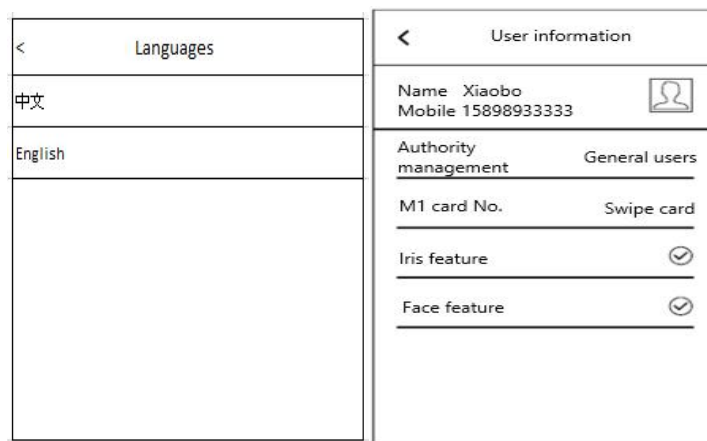 < Languages
中文
English
< User information
Name Xiaobo
Mobile 15898933333
Authority
management General users
M1 card No. Swipe card
Iris feature
Face feature